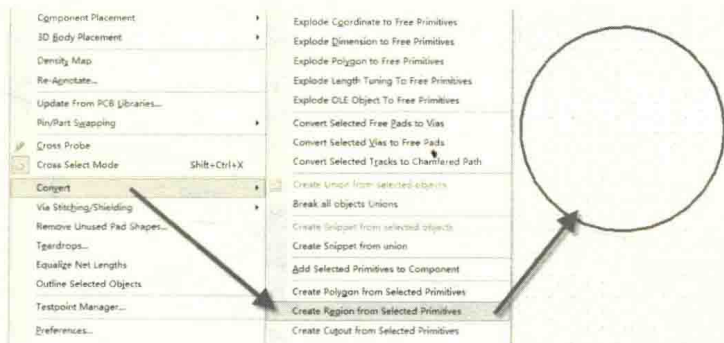 Component Placement
3D Body Placement
Density Map
Re-Annotate...
Update from PCB Libraries...
Pin/Part Swapping
Cross Probe
Cross Select Mode Shift+Ctrl+X
Convert
Via Stitching/Shielding
Remove Unused Pad Shapes...
Teardrops...
Equalize Net Lengths
Outline Selected Objects
Testpoint Manager...
Preferences...
Explode Coordinate to Free Primitives
Explode Dimension to Free Primitives
Explode Polygon to Free Primitives
Explode Length Tuning To Free Primitives
Explode OLE Object To Free Primitives
Convert Selected Free Pads to Vias
Convert Selected Vias to Free Pads
Convert Selected Tracks to Chamfered Path
Create Union from selected objects
Break all objects Unions
Create Snippet from selected objects
Create Snippet from union
Add Selected Primitives to Component
Create Polygon from Selected Primitives
Create Region from Selected Primitives
Create Cutout from Selected Primitives